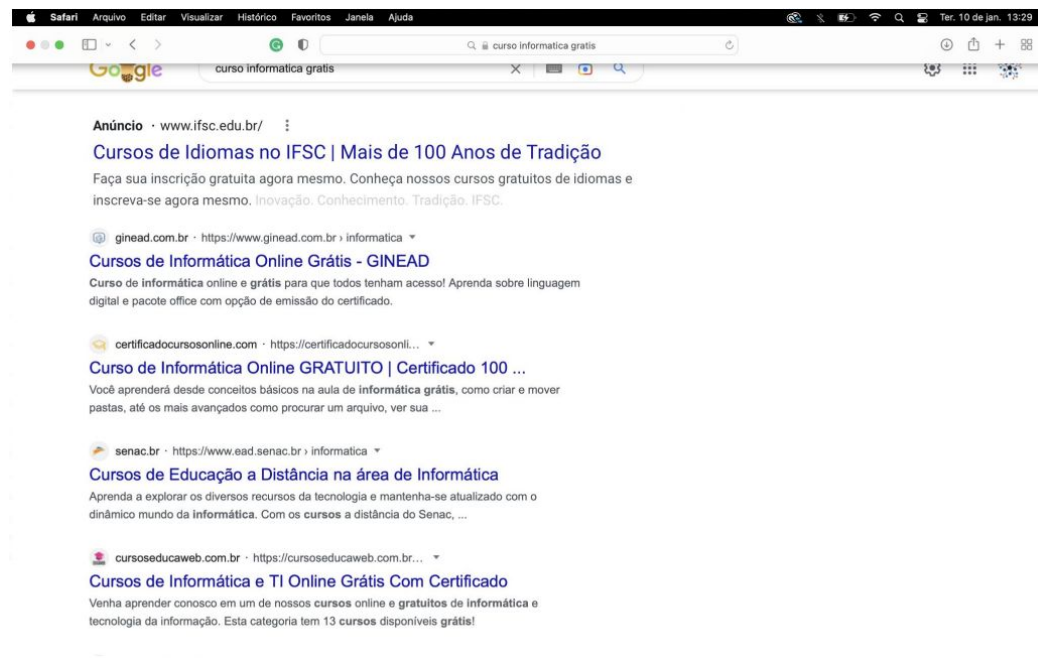 Safari Arquivo Editar Visualizar Histórico Favoritos Janela Ajuda Ter. 10 de jan. 13:29
curso informatica gratis
Google curso informatica gratis
Anúncio · www.ifsc.edu.br/
Cursos de Idiomas no IFSC | Mais de 100 Anos de Tradição
Faça sua inscrição gratuita agora mesmo. Conheça nossos cursos gratuitos de idiomas e
inscreva-se agora mesmo. Inovação. Conhecimento. Tradição. IFSC.
ginead.com.br · https://www.ginead.com.br › informatica
Cursos de Informática Online Grátis - GINEAD
Curso de informática online e grátis para que todos tenham acesso! Aprenda sobre linguagem
digital e pacote office com opção de emissão do certificado.
certificadocursosonline.com · https://certificadocursosonli...
Curso de Informática Online GRATUITO | Certificado 100 ...
Você aprenderá desde conceitos básicos na aula de informática grátis, como criar e mover
pastas, até os mais avançados como procurar um arquivo, ver sua ...
senac.br · https://www.ead.senac.br › informatica
Cursos de Educação a Distância na área de Informática
Aprenda a explorar os diversos recursos da tecnologia e mantenha-se atualizado com o
dinâmico mundo da informática. Com os cursos a distância do Senac, ...
cursoseducaweb.com.br · https://cursoseducaweb.com.br...
Cursos de Informática e TI Online Grátis Com Certificado
Venha aprender conosco em um de nossos cursos online e gratuitos de informática e
tecnologia da informação. Esta categoria tem 13 cursos disponíveis grátis!